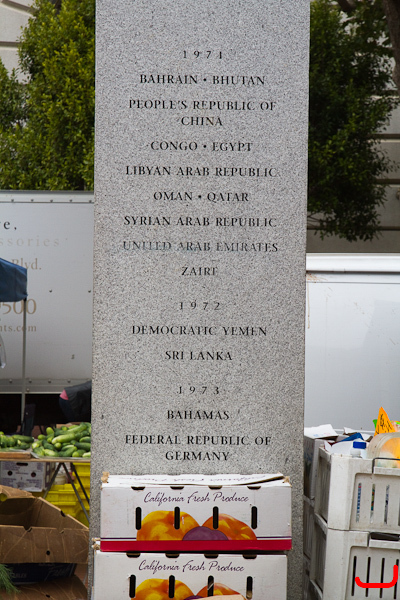 1971
BAHRAIN • BHUTAN
PEOPLE'S REPUBLIC OF
CHINA
CONGO • EGYPT
LIBYAN ARAB REPUBLIC
OMAN • QATAR
SYRIAN ARAB REPUBLIC
UNITED ARAB EMIRATES
ZAIRE
1972
DEMOCRATIC YEMEN
SRI LANKA
1973
BAHAMAS
FEDERAL REPUBLIC OF
GERMANY
Blvd.
California Fresh Produce
California Fresh Produce